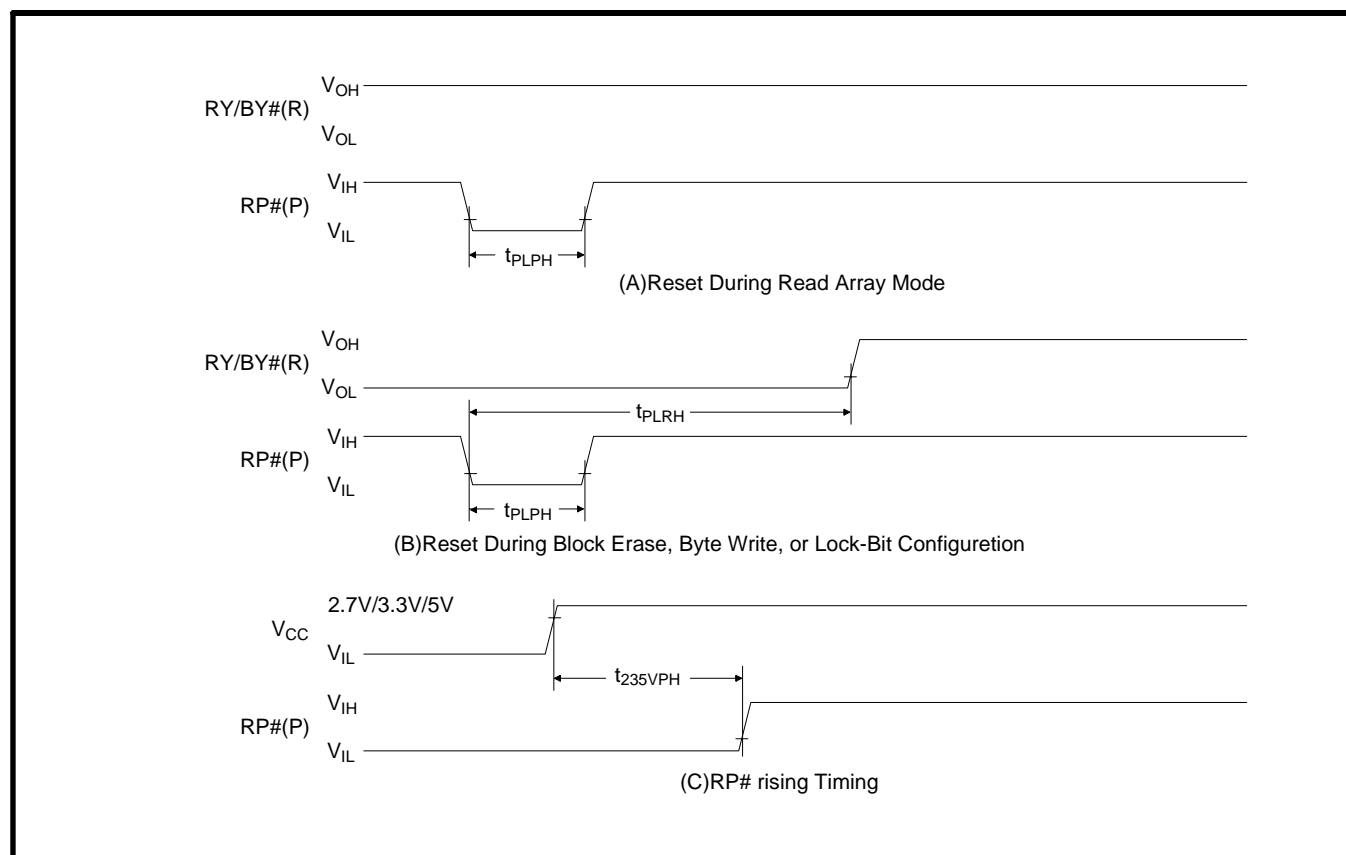 RY/BY#(R)
VOH
VOL
RP#(P)
VIH
VIL
tPLPH
(A)Reset During Read Array Mode
RY/BY#(R)
VOH
VOL
tPLRH
RP#(P)
VIH
VIL
tPLPH
(B)Reset During Block Erase, Byte Write, or Lock-Bit Configuretion
VCC
2.7V/3.3V/5V
VIL
t235VPH
RP#(P)
VIH
VIL
(C)RP# rising Timing